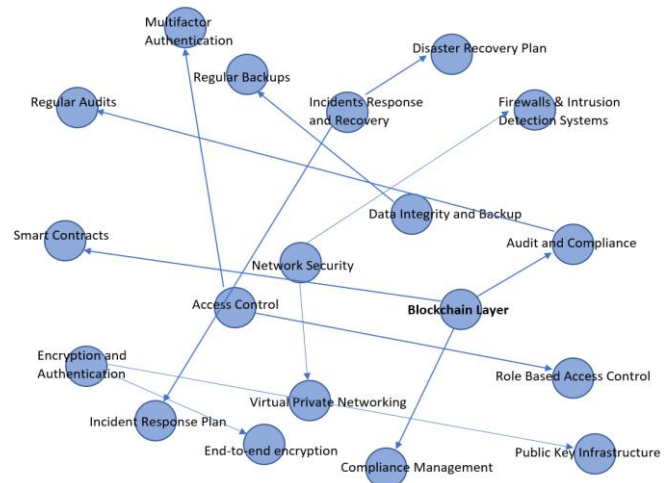 Multifactor
Authentication
Disaster Recovery Plan
Regular Backups
Regular Audits
Incidents Response
and Recovery
Firewalls & Intrusion
Detection Systems
Data Integrity and Backup
Smart Contracts
Audit and Compliance
Network Security
Access Control
Blockchain Layer
Encryption and
Authentication
Role Based Access Control
Virtual Private Networking
Incident Response Plan
End-to-end encryption
Public Key Infrastructure
Compliance Management